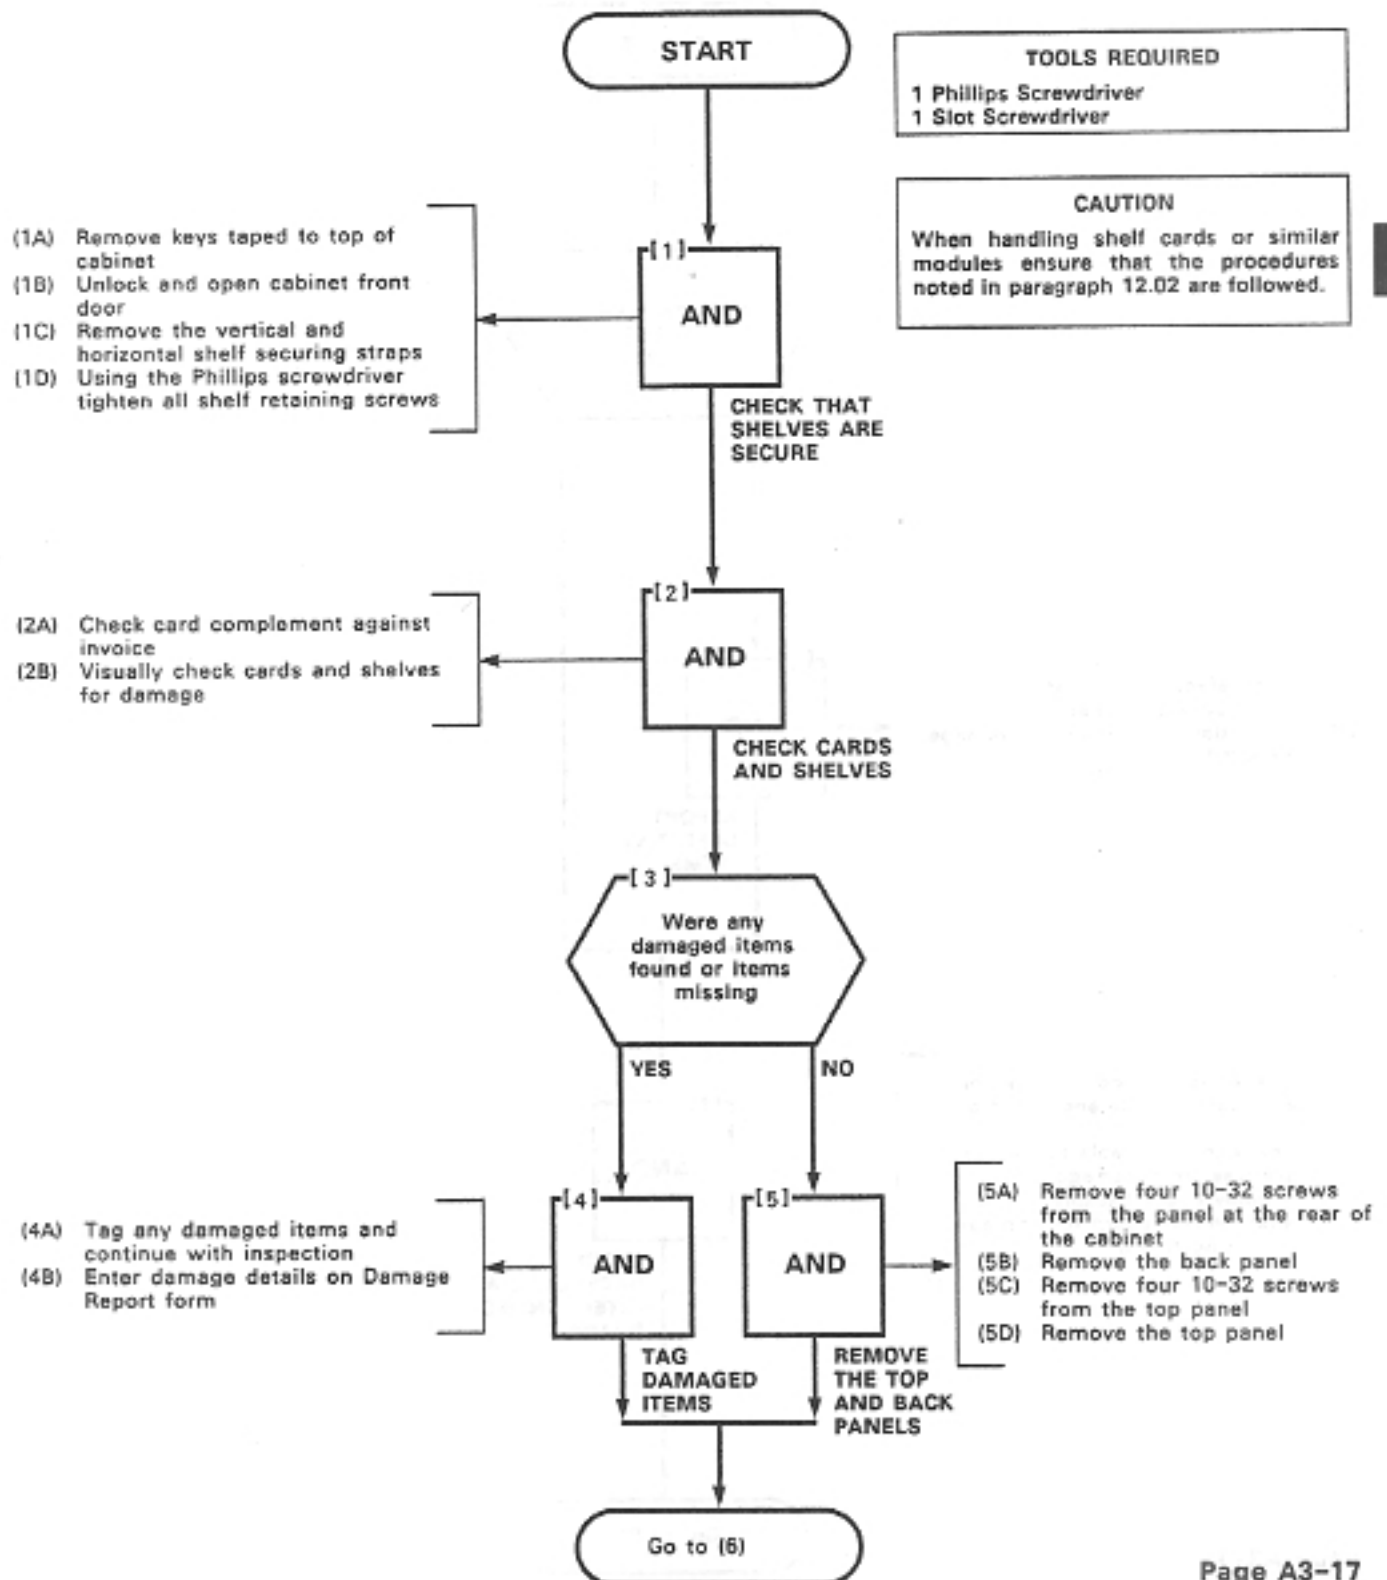 START
TOOLS REQUIRED
1 Phillips Screwdriver
1 Slot Screwdriver
CAUTION
When handling shelf cards or similar
modules ensure that the procedures
noted in paragraph 12.02 are followed.
(1A) Remove keys taped to top of
cabinet
(1B) Unlock and open cabinet front
door
(1C) Remove the vertical and
horizontal shelf securing straps
(1D) Using the Phillips screwdriver
tighten all shelf retaining screws
[1]
AND
CHECK THAT
SHELVES ARE
SECURE
(2A) Check card complement against
invoice
(2B) Visually check cards and shelves
for damage
[2]
AND
CHECK CARDS
AND SHELVES
[3]
Were any
damaged items
found or items
missing
YES
NO
(4A) Tag any damaged items and
continue with inspection
(4B) Enter damage details on Damage
Report form
[4]
AND
TAG
DAMAGED
ITEMS
[5]
AND
REMOVE
THE TOP
AND BACK
PANELS
(5A) Remove four 10-32 screws
from the panel at the rear of
the cabinet
(5B) Remove the back panel
(5C) Remove four 10-32 screws
from the top panel
(5D) Remove the top panel
Go to (6)
Page A3-17